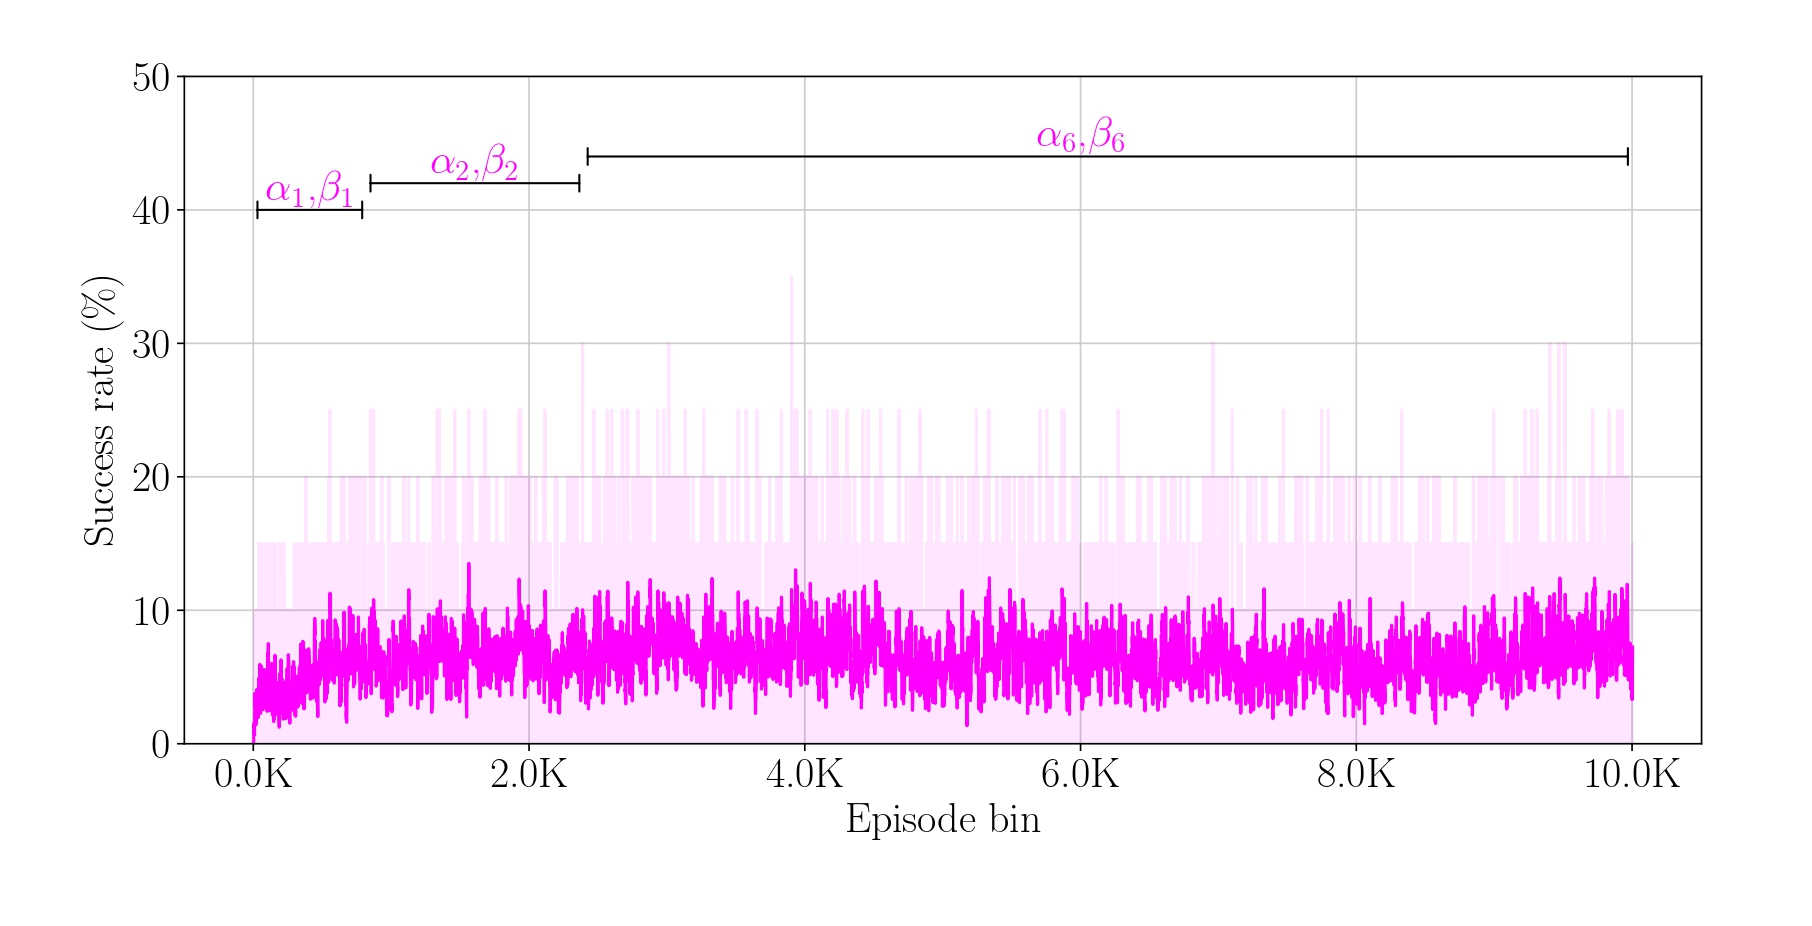 50
α6,β6
α2,β2
α1,β1
40
30
20
10
0
Success rate (%)
0.0K 2.0K 4.0K 6.0K 8.0K 10.0K
Episode bin